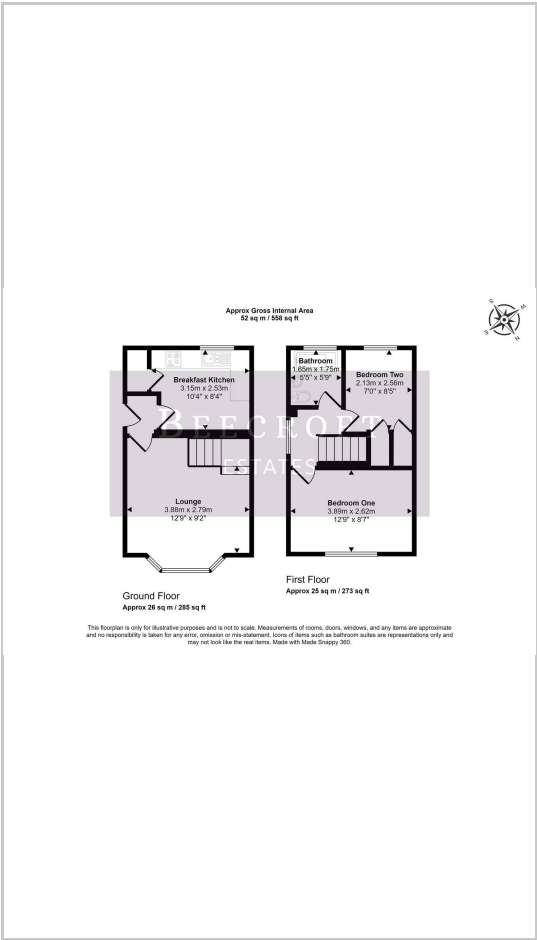 Approx Gross Internal Area
52 sq m / 558 sq ft
S
W
E
N
Breakfast Kitchen
3.15m x 2.53m
10'4" x 8'4"
Bathroom
1.65m x 1.75m
5'5" x 5'9"
Bedroom Two
2.13m x 2.56m
7'0" x 8'5"
BEECROFT
ESTATES
Lounge
3.88m x 2.79m
12'9" x 9'2"
Bedroom One
3.89m x 2.62m
12'9" x 8'7"
Ground Floor
Approx 26 sq m / 285 sq ft
First Floor
Approx 25 sq m / 273 sq ft
This floorplan is only for illustrative purposes and is not to scale. Measurements of rooms, doors, windows, and any items are approximate
and no responsibility is taken for any error, omission or mis-statement. Icons of items such as bathroom suites are representations only and
may not look like the real items. Made with Made Snappy 360.